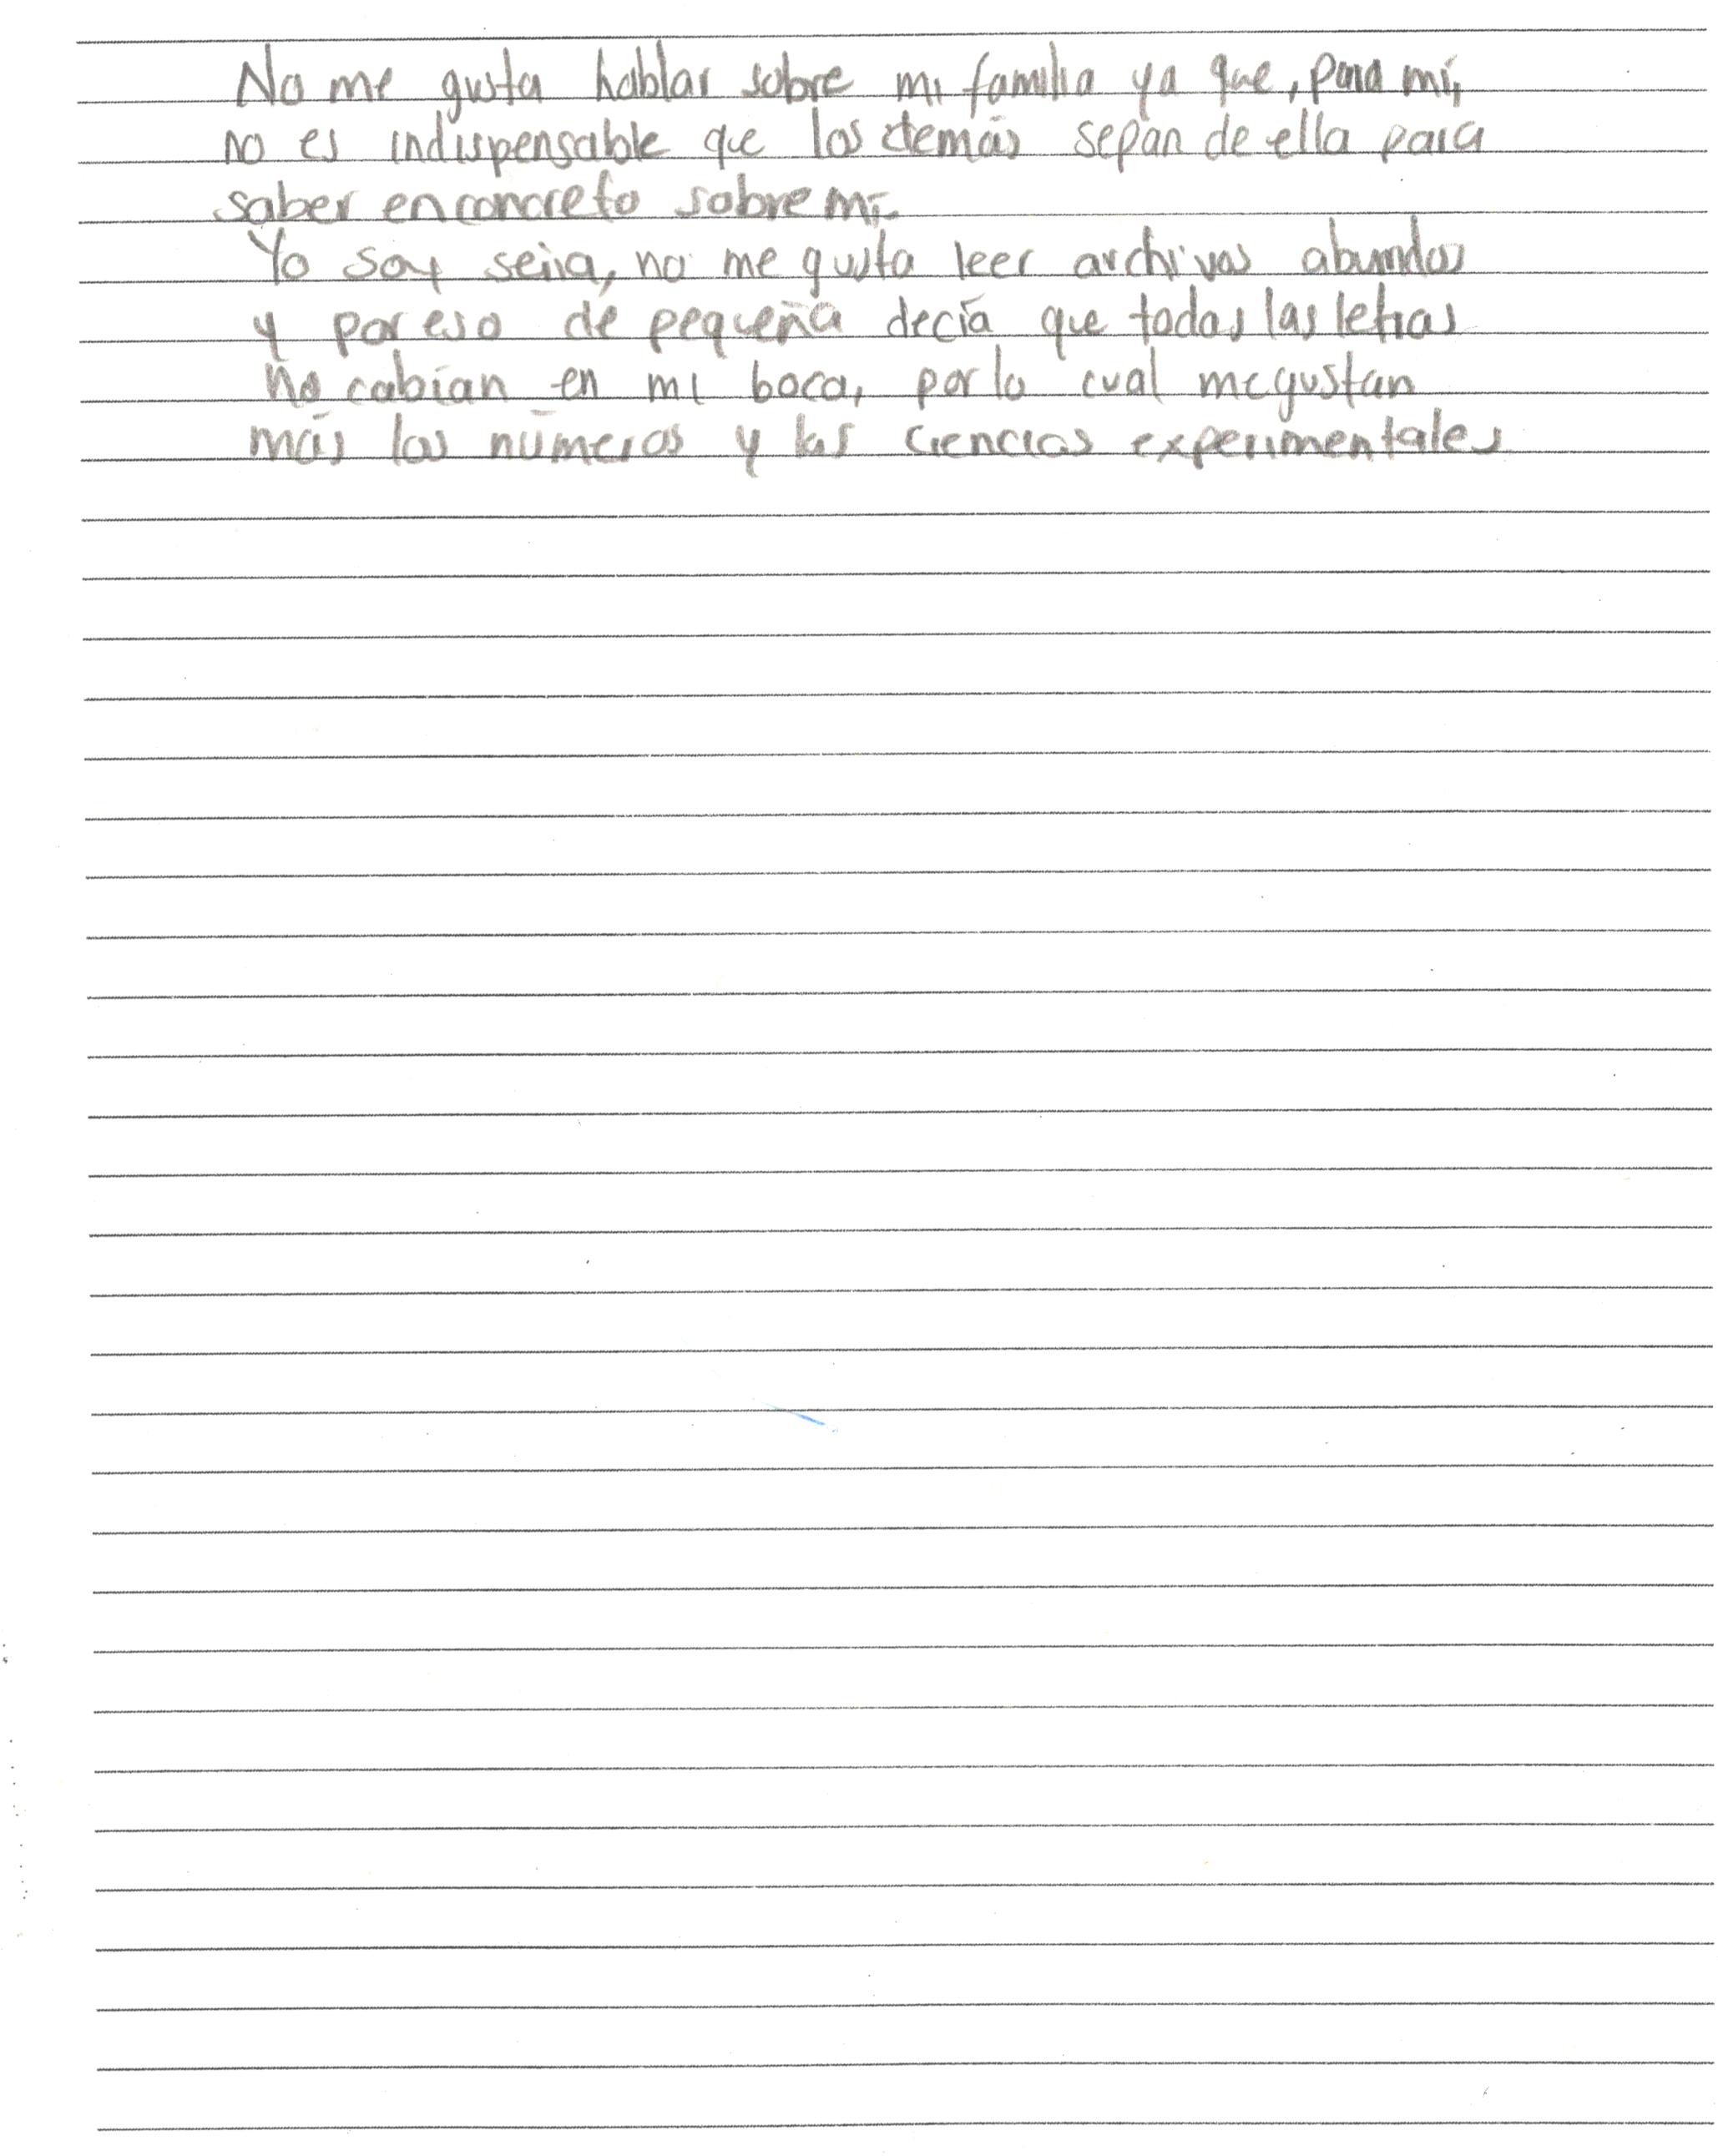 No me gusta hablar sobre mi familia ya que, para mí,
no es indispensable que los demás sepan de ella para
saber en concreto sobre mí.
Yo soy seria, no me gusta leer archivos aburridos
y por eso de pequeña decía que todas las letras
no cabían en mi boca, por lo cual me gustan
más los números y las ciencias experimentales